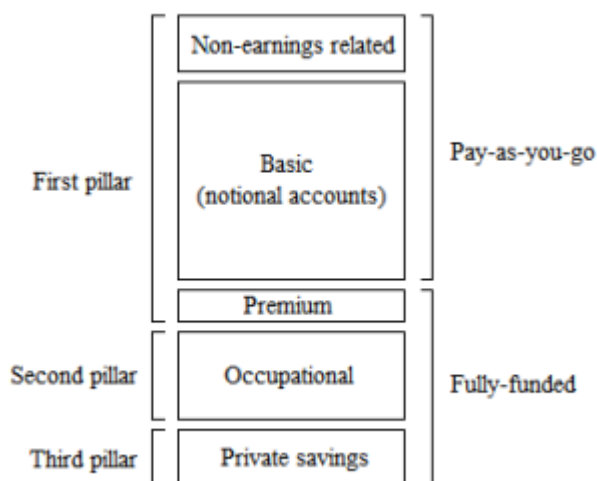 Non-earnings related
Basic
(notional accounts)
Premium
Occupational
Private savings
First pillar
Second pillar
Third pillar
Pay-as-you-go
Fully-funded